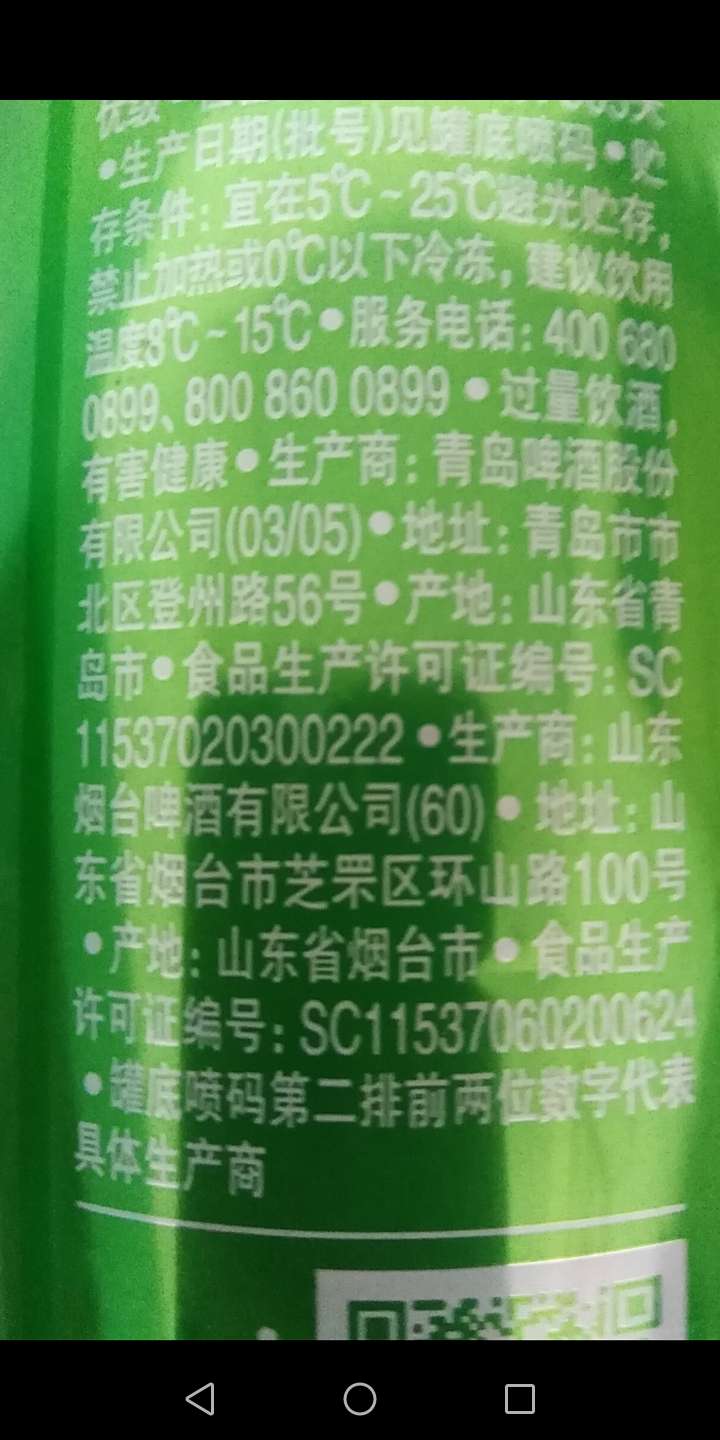 •生产日期(批号)见罐底喷码•贮
存条件:宜在5℃~25℃避光贮存,
禁止加热或0℃以下冷冻,建议饮用
温度8℃~15℃•服务电话:400 680
0899、800 860 0899•过量饮酒,
有害健康•生产商:青岛啤酒股份
有限公司(03/05)•地址:青岛市市
北区登州路56号•产地:山东省青
岛市•食品生产许可证编号:SC
11537020300222•生产商:山东
烟台啤酒有限公司(60)•地址:山
东省烟台市芝罘区环山路100号
•产地:山东省烟台市•食品生产
许可证编号:SC11537060200624
•罐底喷码第二排前两位数字代表
具体生产商